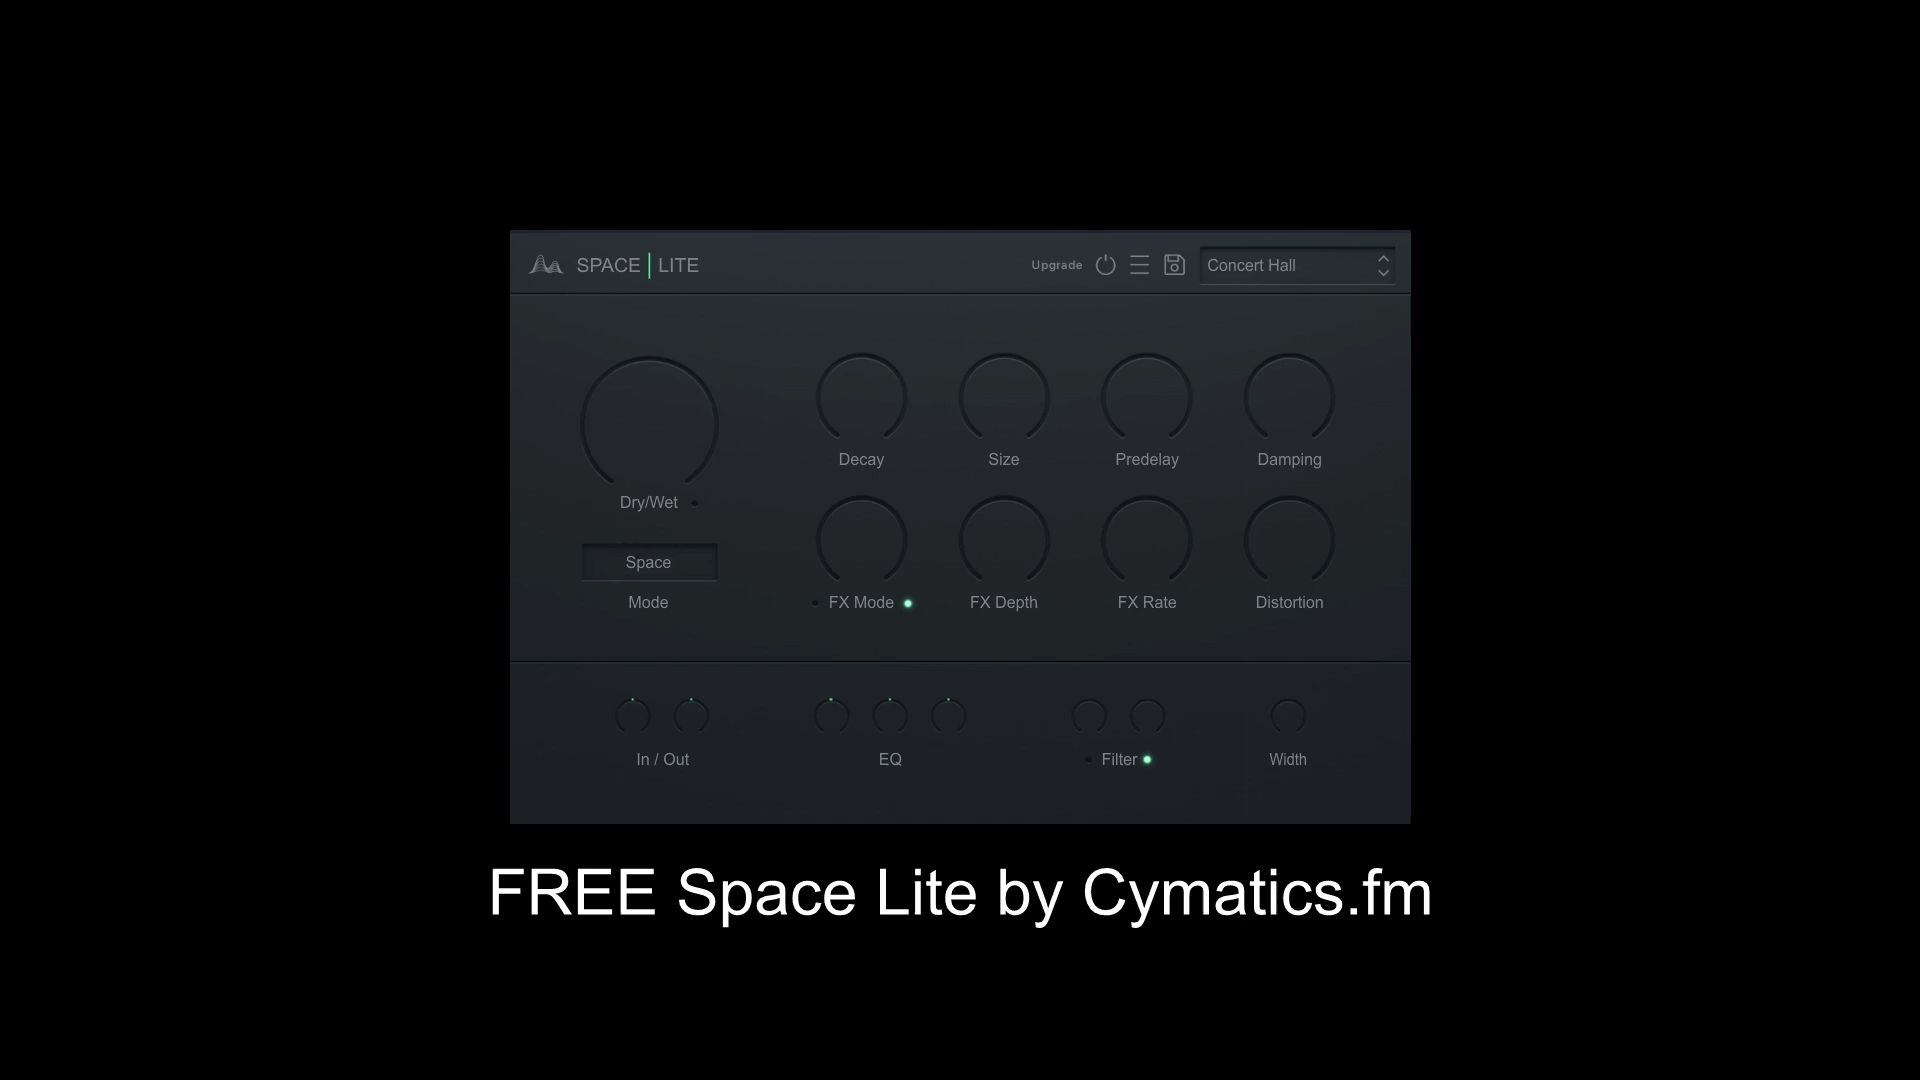 SPACE | LITE
Upgrade
Concert Hall
Decay
Size
Predelay
Damping
Dry/Wet
Space
Mode
FX Mode
FX Depth
FX Rate
Distortion
In / Out
EQ
Filter
Width
FREE Space Lite by Cymatics.fm